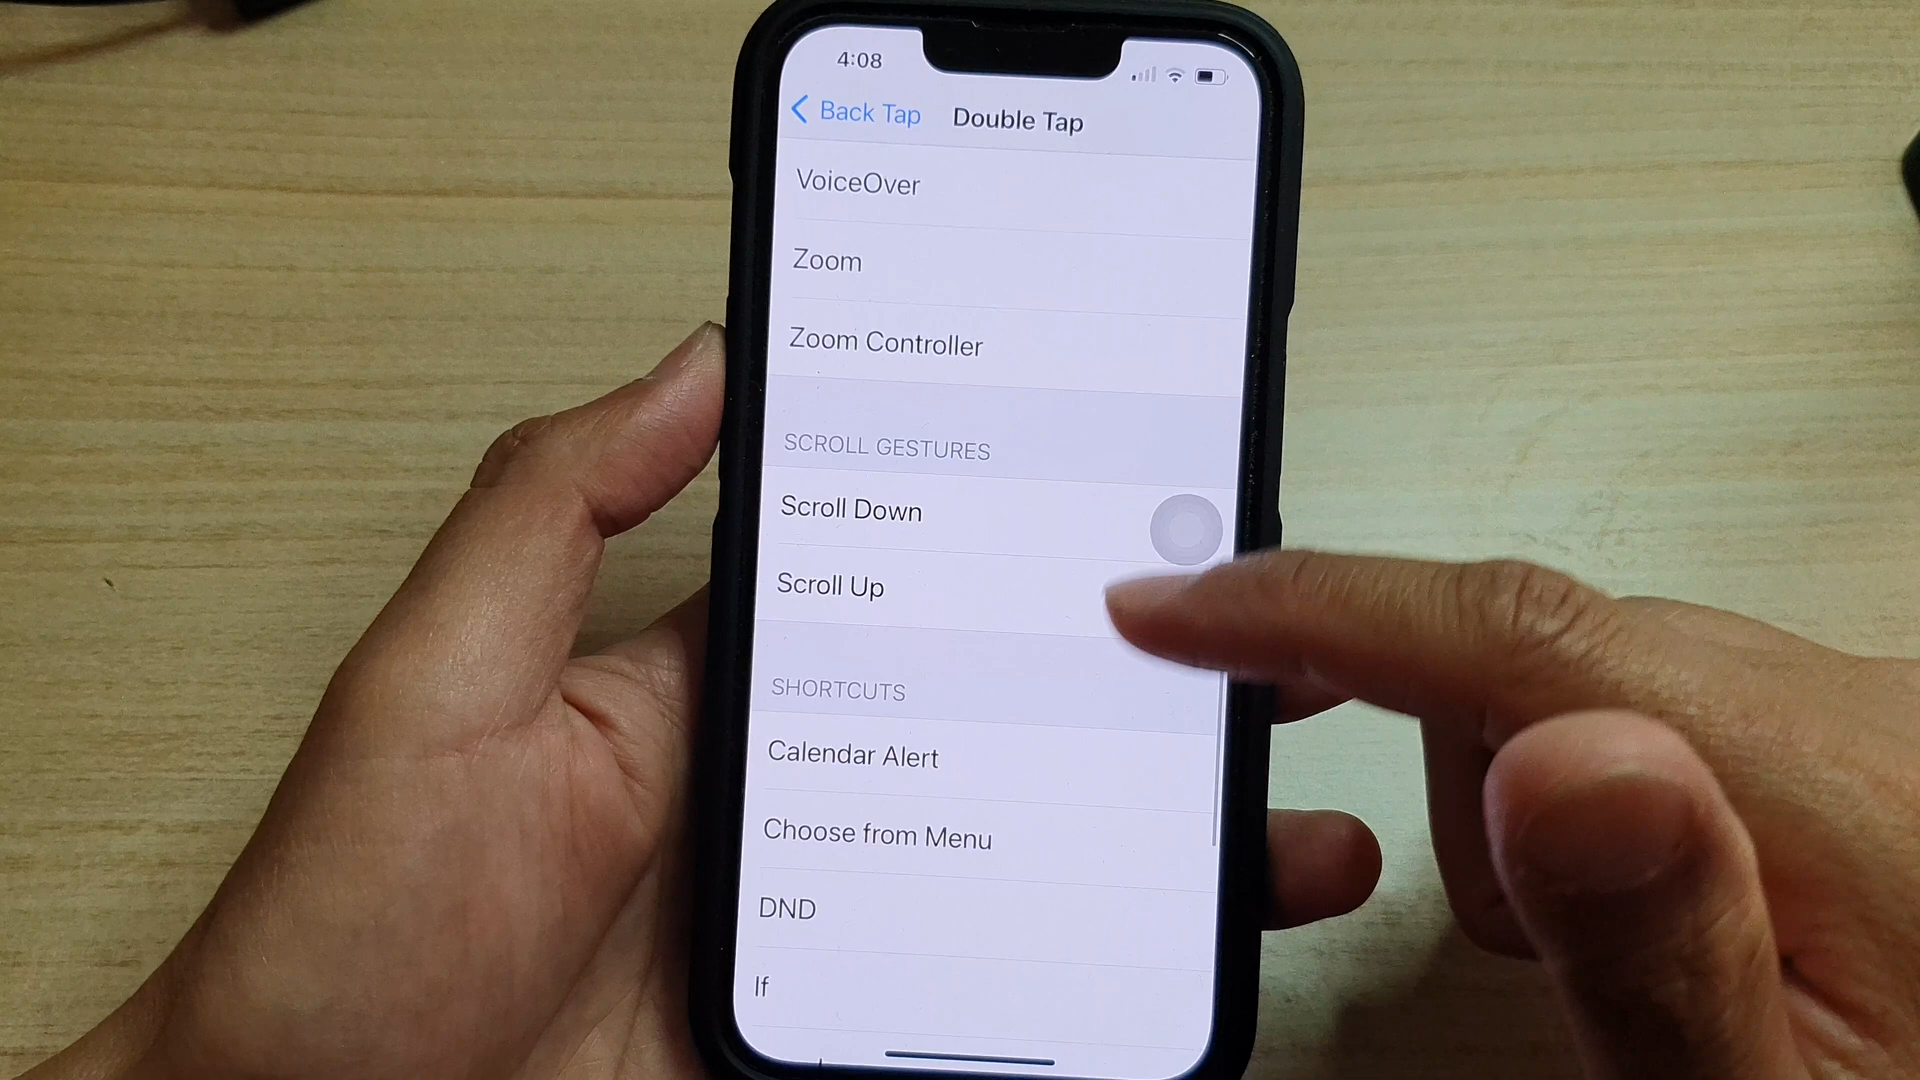 4:08
Back Tap
Double Tap
VoiceOver
Zoom
Zoom Controller
SCROLL GESTURES
Scroll Down
Scroll Up
SHORTCUTS
Calendar Alert
Choose from Menu
DND
If